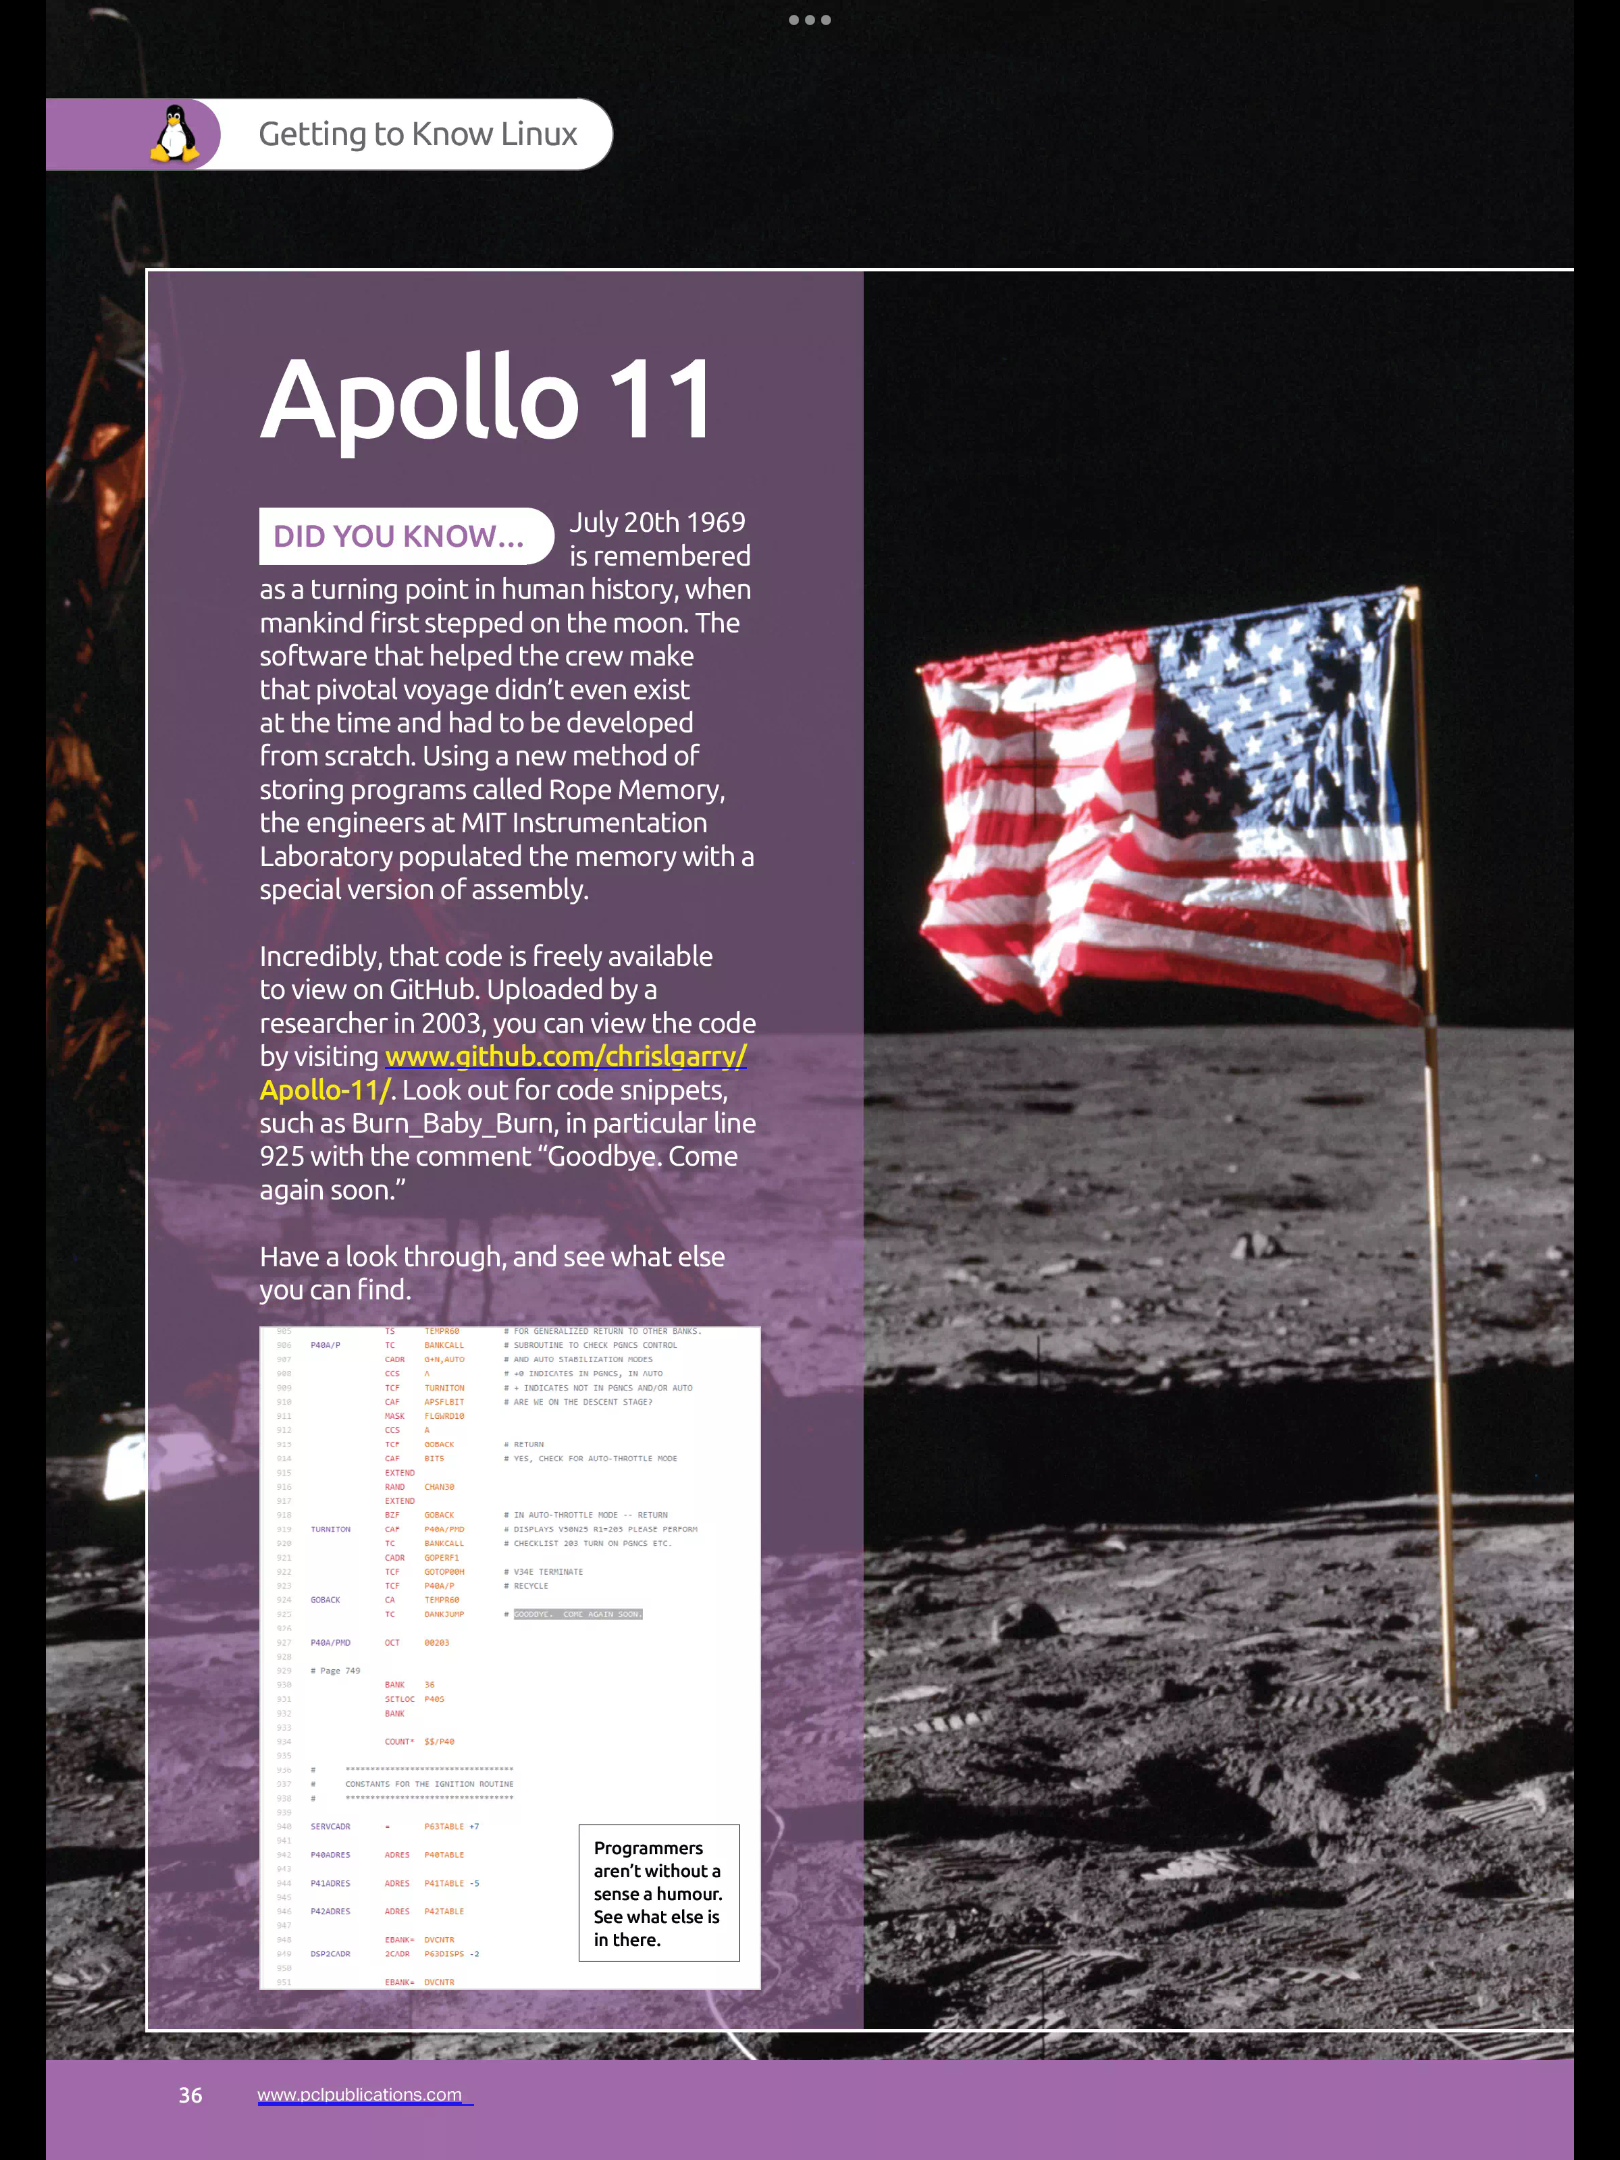 Getting to Know Linux
Apollo 11
DID YOU KNOW...
July 20th 1969
is remembered
as a turning point in human history, when
mankind first stepped on the moon. The
software that helped the crew make
that pivotal voyage didn’t even exist
at the time and had to be developed
from scratch. Using a new method of
storing programs called Rope Memory,
the engineers at MIT Instrumentation
Laboratory populated the memory with a
special version of assembly.
Incredibly, that code is freely available
to view on GitHub. Uploaded by a
researcher in 2003, you can view the code
by visiting www.github.com/chrislgarry/
Apollo-11/. Look out for code snippets,
such as Burn_Baby_Burn, in particular line
925 with the comment “Goodbye. Come
again soon.”
Have a look through, and see what else
you can find.
905 TS TEMPR60 # FOR GENERALIZED RETURN TO OTHER BANKS.
906 P40A/P TC BANKCALL # SUBROUTINE TO CHECK PGNCS CONTROL
907 CADR G+N,AUTO # AND AUTO STABILIZATION MODES
908 CCS A # +0 INDICATES IN PGNCS, IN AUTO
909 TCF TURNITON # + INDICATES NOT IN PGNCS AND/OR AUTO
910 CAF APSFLBIT # ARE WE ON THE DESCENT STAGE?
911 MASK FLGWRD10
912 CCS A
913 TCF GOBACK # RETURN
914 CAF BIT5 # YES, CHECK FOR AUTO-THROTTLE MODE
915 EXTEND
916 RAND CHAN30
917 EXTEND
918 BZF GOBACK # IN AUTO-THROTTLE MODE -- RETURN
919 TURNITON CAF P40A/PMD # DISPLAYS V50N25 R1=203 PLEASE PERFORM
920 TC BANKCALL # CHECKLIST 203 TURN ON PGNCS ETC.
921 CADR GOPERF1
922 TCF GOTOP00H # V34E TERMINATE
923 TCF P40A/P # RECYCLE
924 GOBACK CA TEMPR60
925 TC BANKJUMP # GOODBYE. COME AGAIN SOON.
926
927 P40A/PMD OCT 00203
928
929 # Page 749
930 BANK 36
931 SETLOC P40S
932 BANK
933
934 COUNT* $$/P40
935
936 # **********************************
937 # CONSTANTS FOR THE IGNITION ROUTINE
938 # **********************************
939
940 SERVCADR = P63TABLE +7
941
942 P40ADRES ADRES P40TABLE
943
944 P41ADRES ADRES P41TABLE -5
945
946 P42ADRES ADRES P42TABLE
947
948 EBANK= DVCNTR
949 DSP2CADR 2CADR P63DISPS -2
950
951 EBANK= DVCNTR
Programmers
aren’t without a
sense a humour.
See what else is
in there.
36 www.pclpublications.com